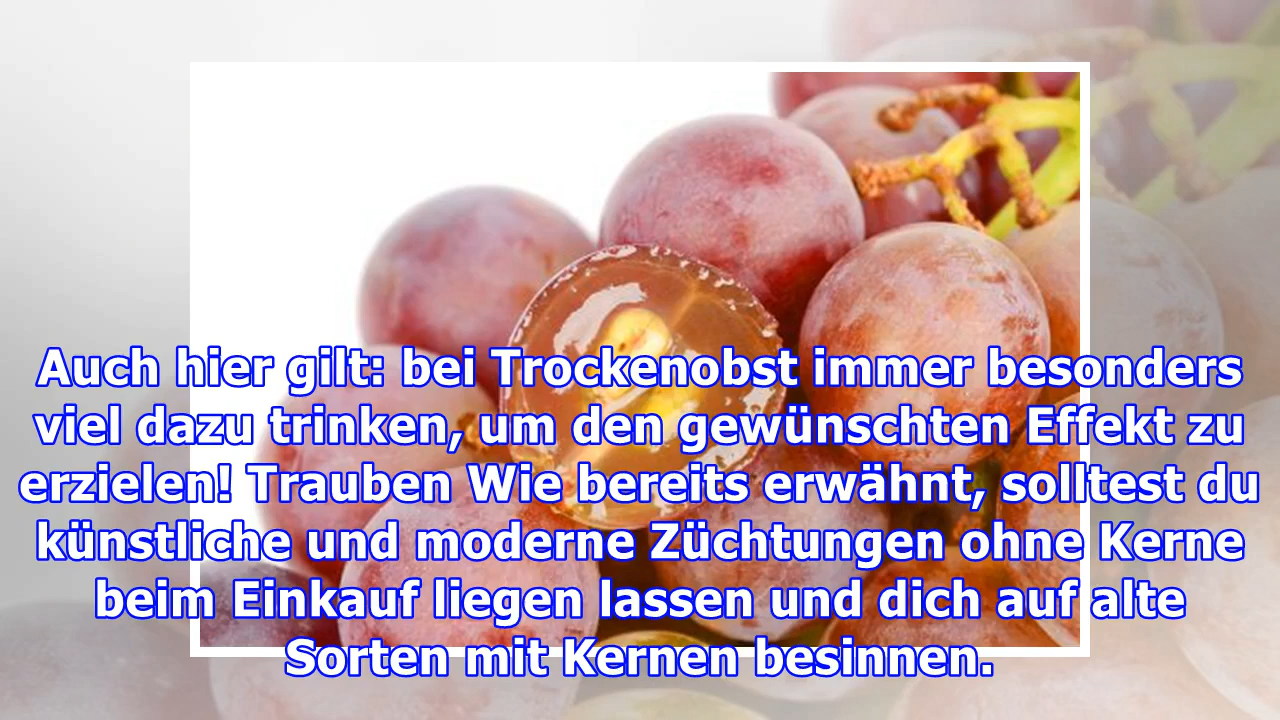 Auch hier gilt: bei Trockenobst immer besonders
viel dazu trinken, um den gewünschten Effekt zu
erzielen! Trauben Wie bereits erwähnt, solltest du
künstliche und moderne Züchtungen ohne Kerne
beim Einkauf liegen lassen und dich auf alte
Sorten mit Kernen besinnen.